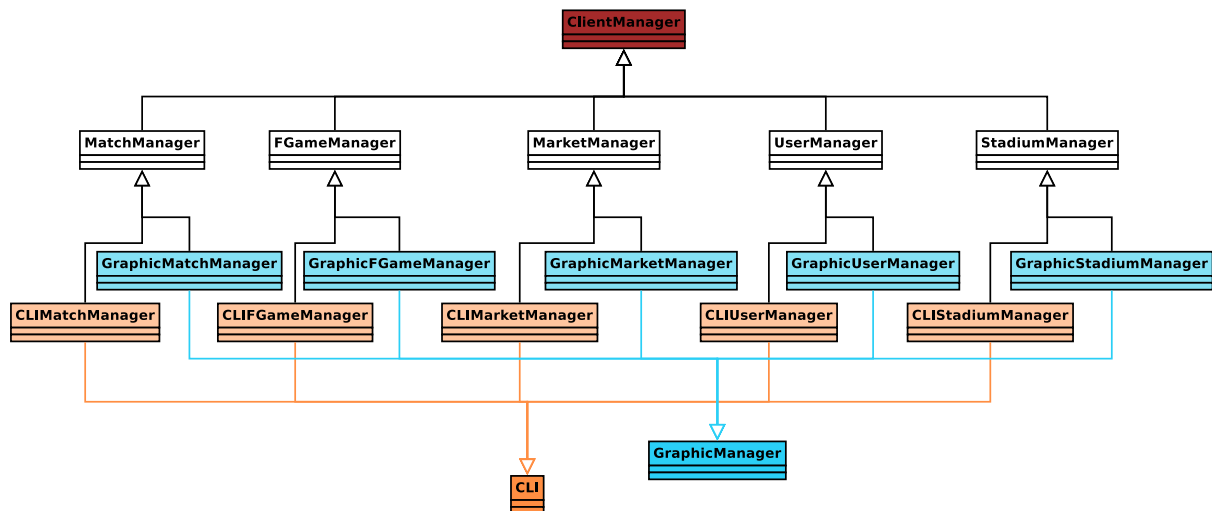 ClientManager
MatchManager
FGameManager
MarketManager
UserManager
StadiumManager
GraphicMatchManager
GraphicFGameManager
GraphicMarketManager
GraphicUserManager
GraphicStadiumManager
CLIMatchManager
CLIFGameManager
CLIMarketManager
CLIUserManager
CLIStadiumManager
GraphicManager
CLI